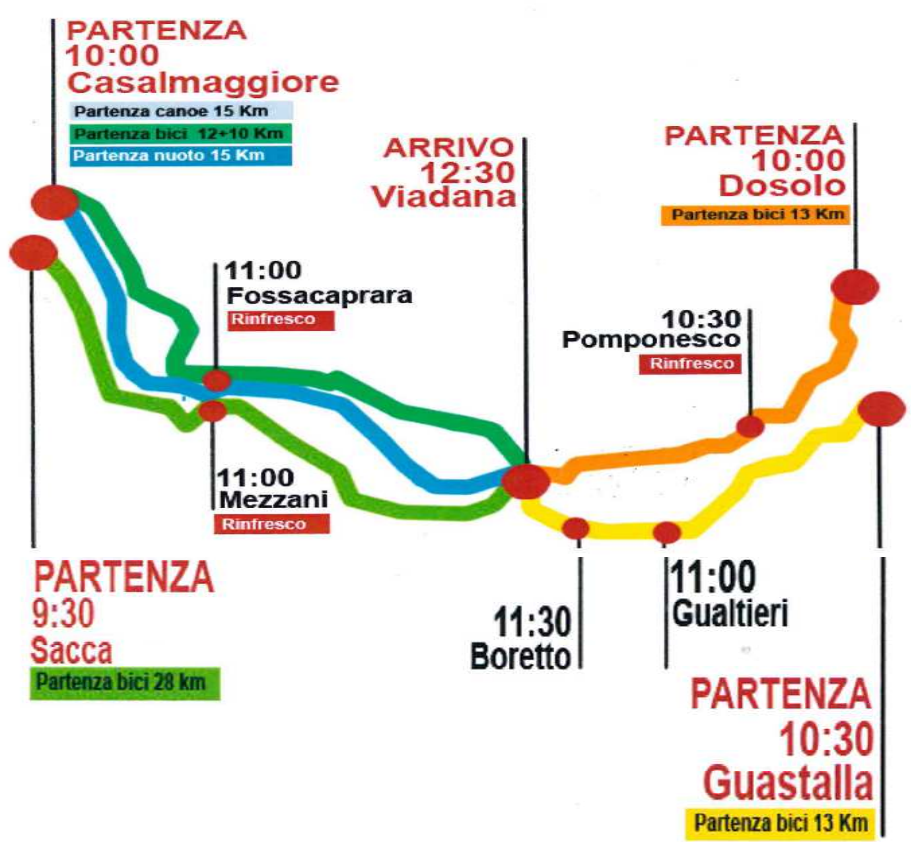 PARTENZA
10:00
Casalmaggiore
Partenza canoe 15 Km
Partenza bici 12+10 Km
Partenza nuoto 15 Km
ARRIVO
12:30
Viadana
PARTENZA
10:00
Dosolo
Partenza bici 13 Km
11:00
Fossacaprara
Rinfresco
10:30
Pomponesco
Rinfresco
11:00
Mezzani
Rinfresco
PARTENZA
9:30
Sacca
Partenza bici 28 km
11:30
Boretto
11:00
Gualtieri
PARTENZA
10:30
Guastalla
Partenza bici 13 Km